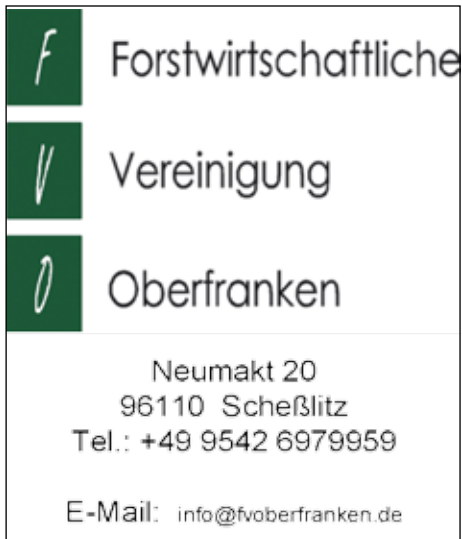 F Forstwirtschaftliche
V Vereinigung
O Oberfranken
Neumakt 20
96110 Scheßlitz
Tel.: +49 9542 6979959
E-Mail: info@fvoberfranken.de